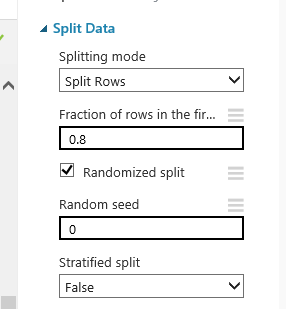 Split Data
Splitting mode
Split Rows
Fraction of rows in the fir...
0.8
Randomized split
Random seed
0
Stratified split
False